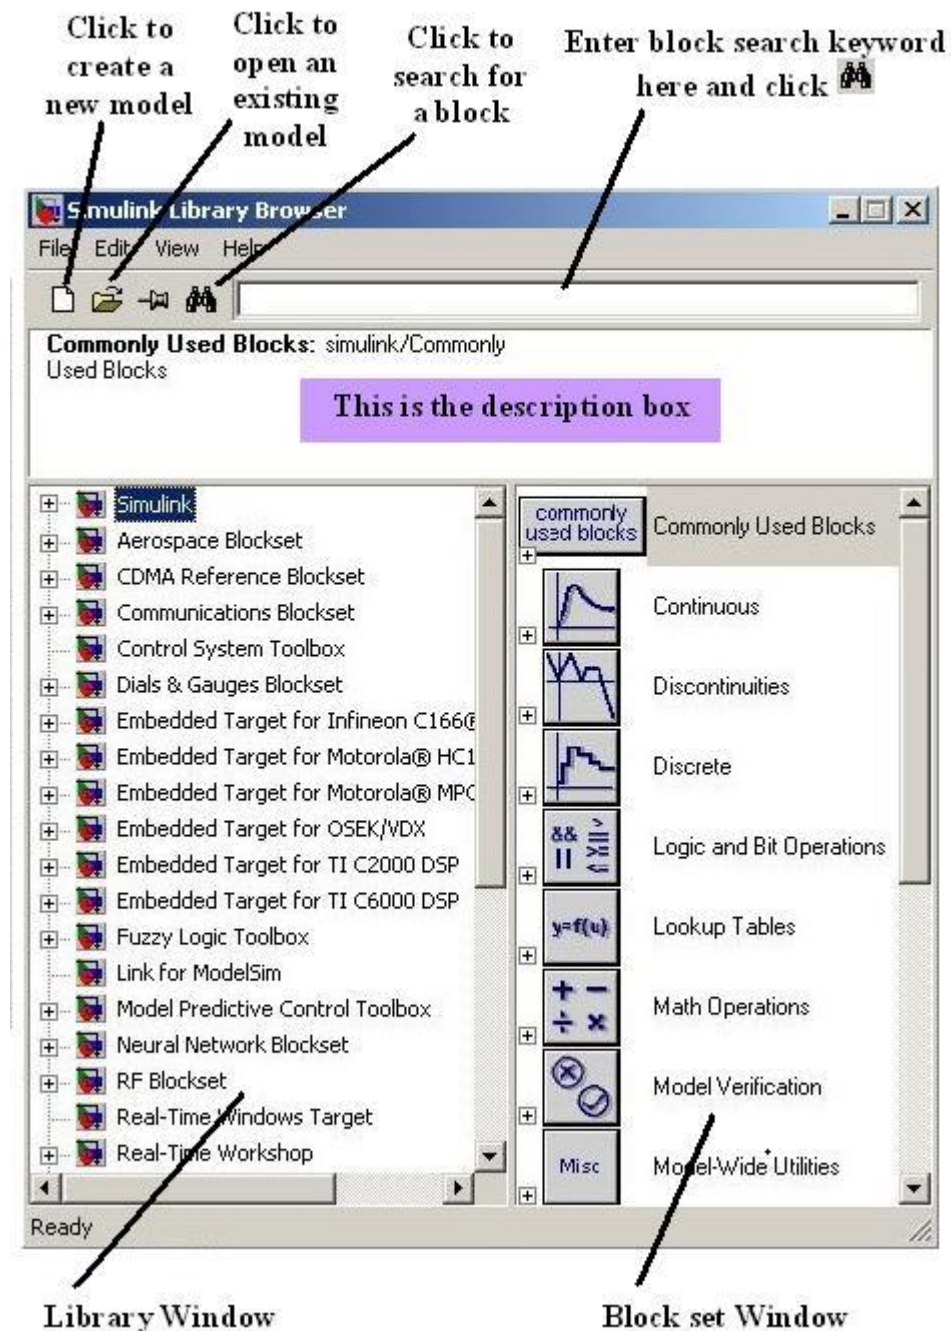 Click to
create a
new model
Click to
open an
existing
model
Click to
search for
a block
Enter block search keyword
here and click
Simulink Library Browser
File Edit View Help
Commonly Used Blocks: simulink/Commonly
Used Blocks
This is the description box
Simulink
Aerospace Blockset
CDMA Reference Blockset
Communications Blockset
Control System Toolbox
Dials & Gauges Blockset
Embedded Target for Infineon C166®
Embedded Target for Motorola® HC1
Embedded Target for Motorola® MPC
Embedded Target for OSEK/VDX
Embedded Target for TI C2000 DSP
Embedded Target for TI C6000 DSP
Fuzzy Logic Toolbox
Link for ModelSim
Model Predictive Control Toolbox
Neural Network Blockset
RF Blockset
Real-Time Windows Target
Real-Time Workshop
commonly
used blocks
Commonly Used Blocks
Continuous
Discontinuities
Discrete
&& > =
|| >= <=
Logic and Bit Operations
y=f(u)
Lookup Tables
+ −
÷ ×
Math Operations
Model Verification
Misc
Model-Wide Utilities
Ready
Library Window
Block set Window